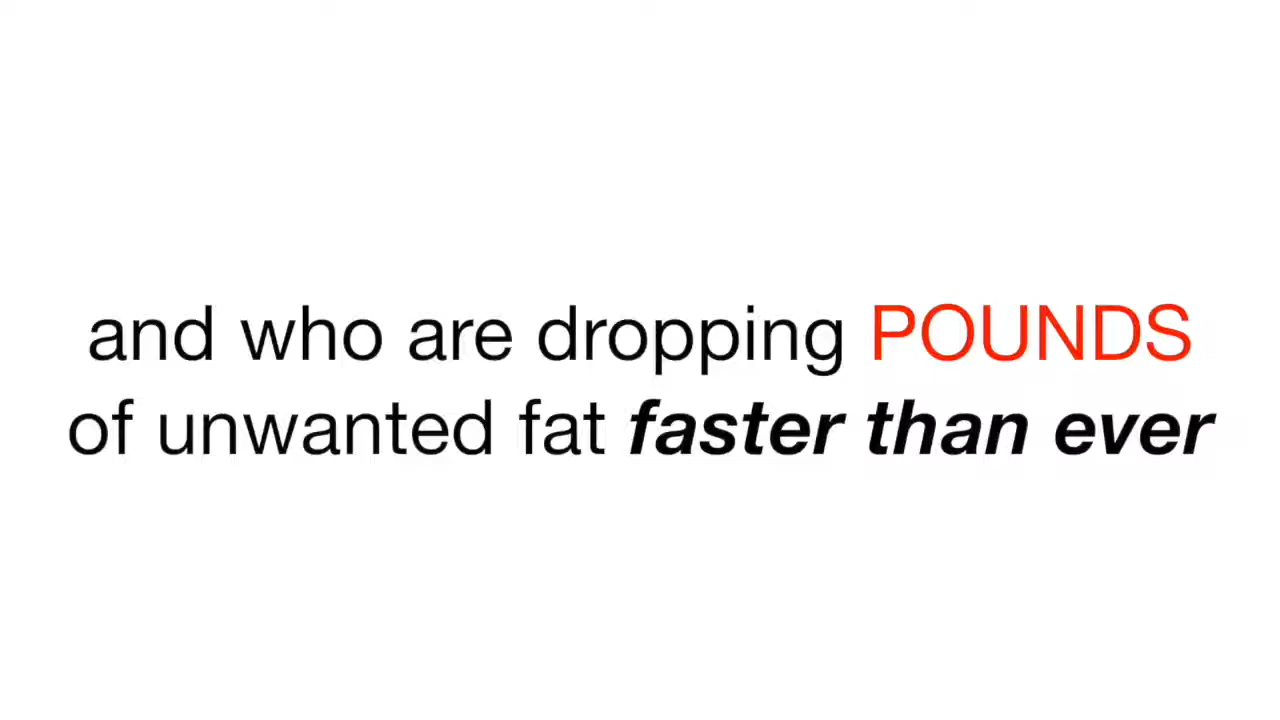 and who are dropping POUNDS
of unwanted fat faster than ever